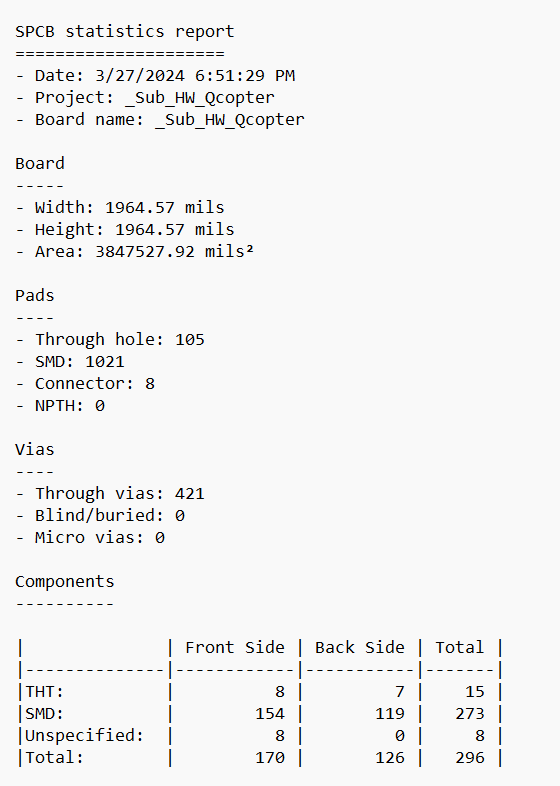 SPCB statistics report
=====================
- Date: 3/27/2024 6:51:29 PM
- Project: _Sub_HW_Qcopter
- Board name: _Sub_HW_Qcopter

Board
-----
- Width: 1964.57 mils
- Height: 1964.57 mils
- Area: 3847527.92 mils²

Pads
----
- Through hole: 105
- SMD: 1021
- Connector: 8
- NPTH: 0

Vias
----
- Through vias: 421
- Blind/buried: 0
- Micro vias: 0

Components
----------

|              | Front Side | Back Side | Total |
|--------------|------------|-----------|-------|
|THT:          |          8 |         7 |    15 |
|SMD:          |        154 |       119 |   273 |
|Unspecified:  |          8 |         0 |     8 |
|Total:        |        170 |       126 |   296 |